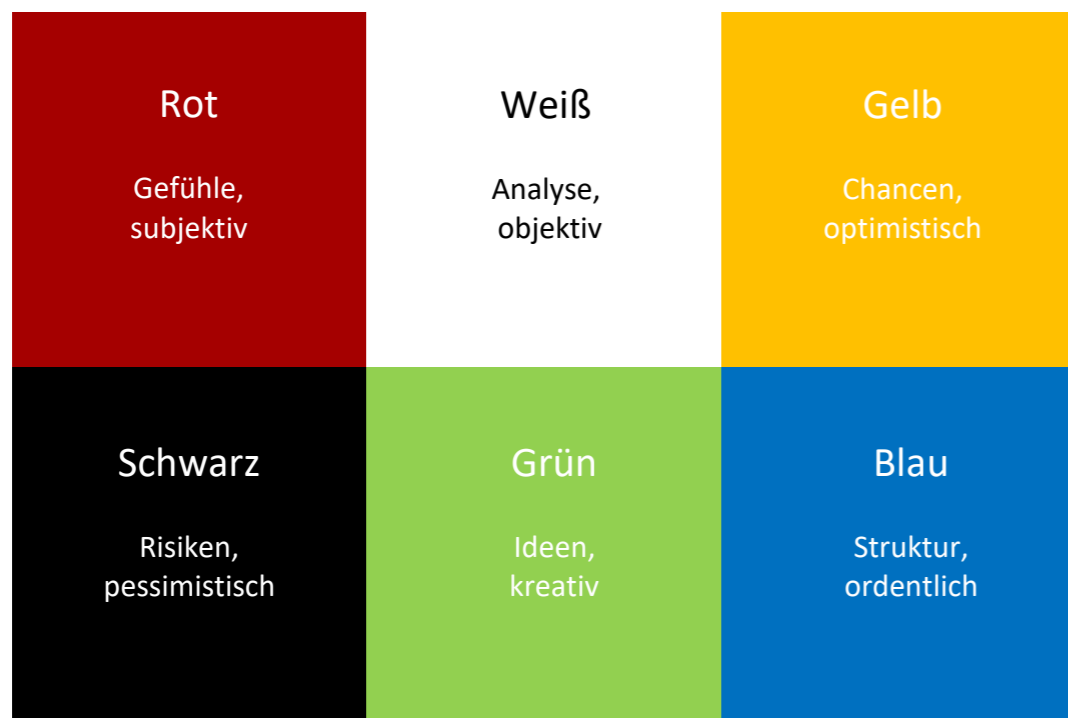 Rot
Gefühle,
subjektiv
Weiß
Analyse,
objektiv
Gelb
Chancen,
optimistisch
Schwarz
Risiken,
pessimistisch
Grün
Ideen,
kreativ
Blau
Struktur,
ordentlich